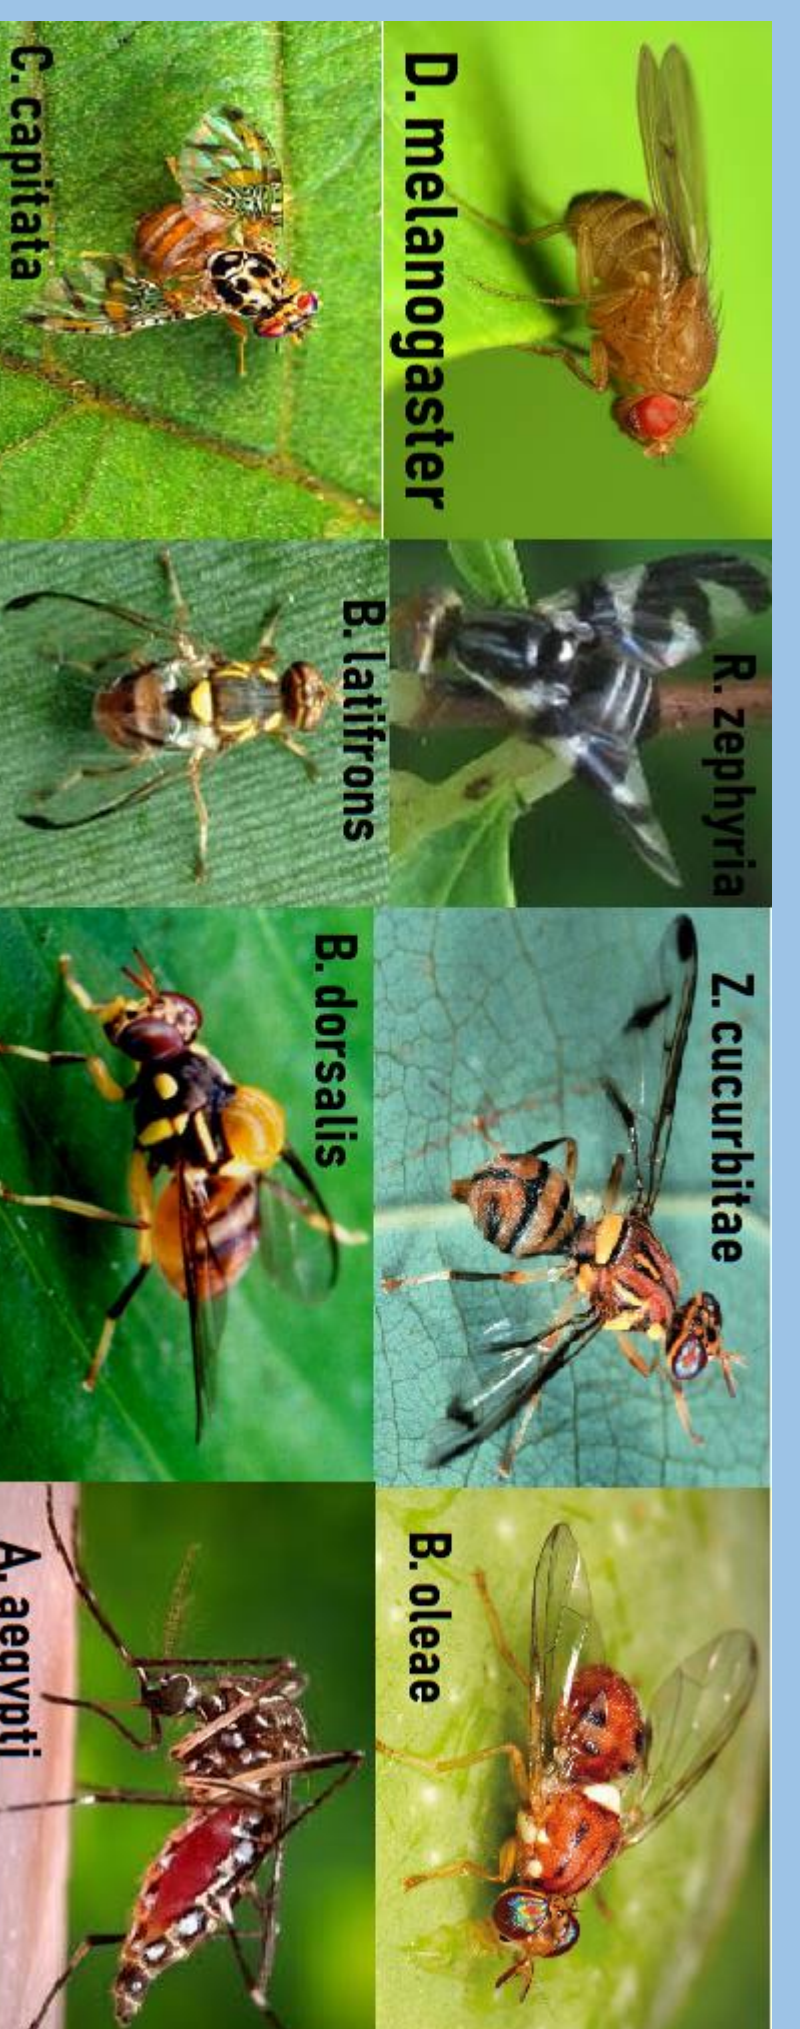 D. melanogaster
R. zephyria
Z. cucurbitae
B. oleae
C. capitata
B. latifrons
B. dorsalis
A. aegypti